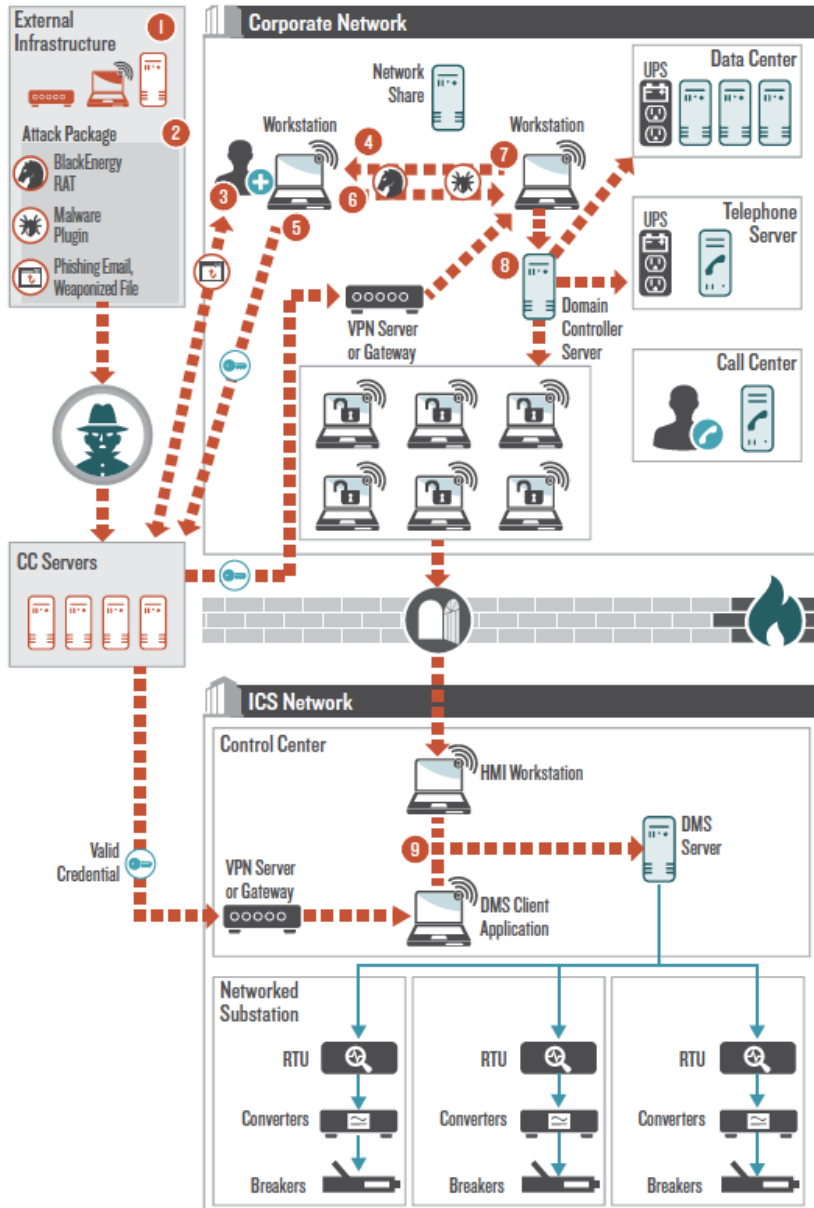 External
Infrastructure
1
Attack Package
2
BlackEnergy
RAT
Malware
Plugin
Phishing Email,
Weaponized File
CC Servers
Valid
Credential
Corporate Network
Network
Share
Workstation
Workstation
3
4
5
6
7
8
VPN Server
or Gateway
Domain
Controller
Server
Data Center
UPS
Telephone
Server
UPS
Call Center
ICS Network
Control Center
HMI Workstation
9
DMS
Server
VPN Server
or Gateway
DMS Client
Application
Networked
Substation
RTU
Converters
Breakers
RTU
Converters
Breakers
RTU
Converters
Breakers